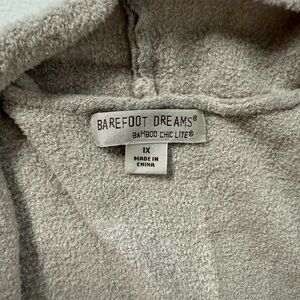 BAREFOOT DREAMS®
BAMBOO CHIC LITE®
1X
MADE IN
CHINA